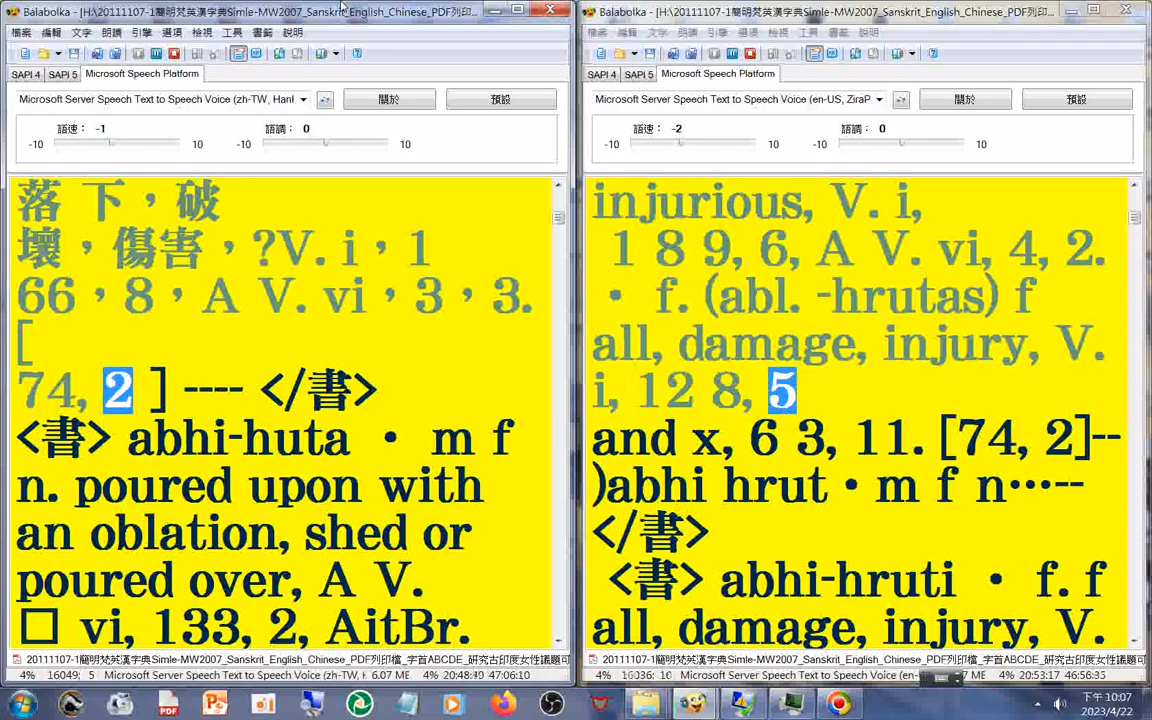 Balabolka - [H:\20111107-1簡明梵英漢字典Simle-MW2007_Sanskrit_English_Chinese_PDF列印...
檔案 編輯 文字 朗讀 引擎 選項 檢視 工具 書籤 說明
SAPI 4 SAPI 5 Microsoft Speech Platform
Microsoft Server Speech Text to Speech Voice (zh-TW, Hanl
關於 預設
語速： -1 語調： 0
-10 10 -10 10
落 下，破
壞，傷害，?V. i，1
66，8，A V. vi，3，3.
[
74, 2 ] ---- </書>
<書> abhi-huta • m f
n. poured upon with
an oblation, shed or
poured over, A V.
□ vi, 133, 2, AitBr.
20111107-1簡明梵英漢字典Simle-MW2007_Sanskrit_English_Chinese_PDF列印檔_字首ABCDE_研究古印度女性議題可
4% 16049: 5 Microsoft Server Speech Text to Speech Voice (zh-TW, H 6.07 MB 4% 20:48:49 47:06:10
Balabolka - [H:\20111107-1簡明梵英漢字典Simle-MW2007_Sanskrit_English_Chinese_PDF列印...
檔案 編輯 文字 朗讀 引擎 選項 檢視 工具 書籤 說明
SAPI 4 SAPI 5 Microsoft Speech Platform
Microsoft Server Speech Text to Speech Voice (en-US, ZiraP
關於 預設
語速： -2 語調： 0
-10 10 -10 10
injurious, V. i,
1 8 9, 6, A V. vi, 4, 2.
• f. (abl. -hrutas) f
all, damage, injury, V.
i, 12 8, 5
and x, 6 3, 11. [74, 2]--
)abhi hrut • m f n…--
</書>
<書> abhi-hruti • f. f
all, damage, injury, V.
20111107-1簡明梵英漢字典Simle-MW2007_Sanskrit_English_Chinese_PDF列印檔_字首ABCDE_研究古印度女性議題可
4% 16036: 16 Microsoft Server Speech Text to Speech Voice 4% 20:53:17 46:56:35
下午 10:07
2023/4/22